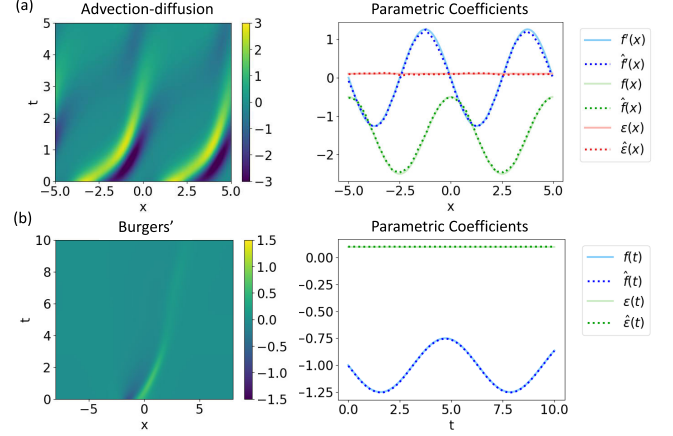 (a)
Advection-diffusion
5
4
3
2
1
0
t
−5.0
−2.5
0.0
2.5
5.0
x
3
2
1
0
−1
−2
−3
Parametric Coefficients
1
0
−1
−2
−5.0
−2.5
0.0
2.5
5.0
x
f′(x)
f̂′(x)
f(x)
f̂(x)
ε(x)
ε̂(x)
(b)
Burgers’
10
8
6
4
2
0
t
−5
0
5
x
1.5
1.0
0.5
0.0
−0.5
−1.0
−1.5
Parametric Coefficients
0.00
−0.25
−0.50
−0.75
−1.00
−1.25
0.0
2.5
5.0
7.5
10.0
t
f(t)
f̂(t)
ε(t)
ε̂(t)